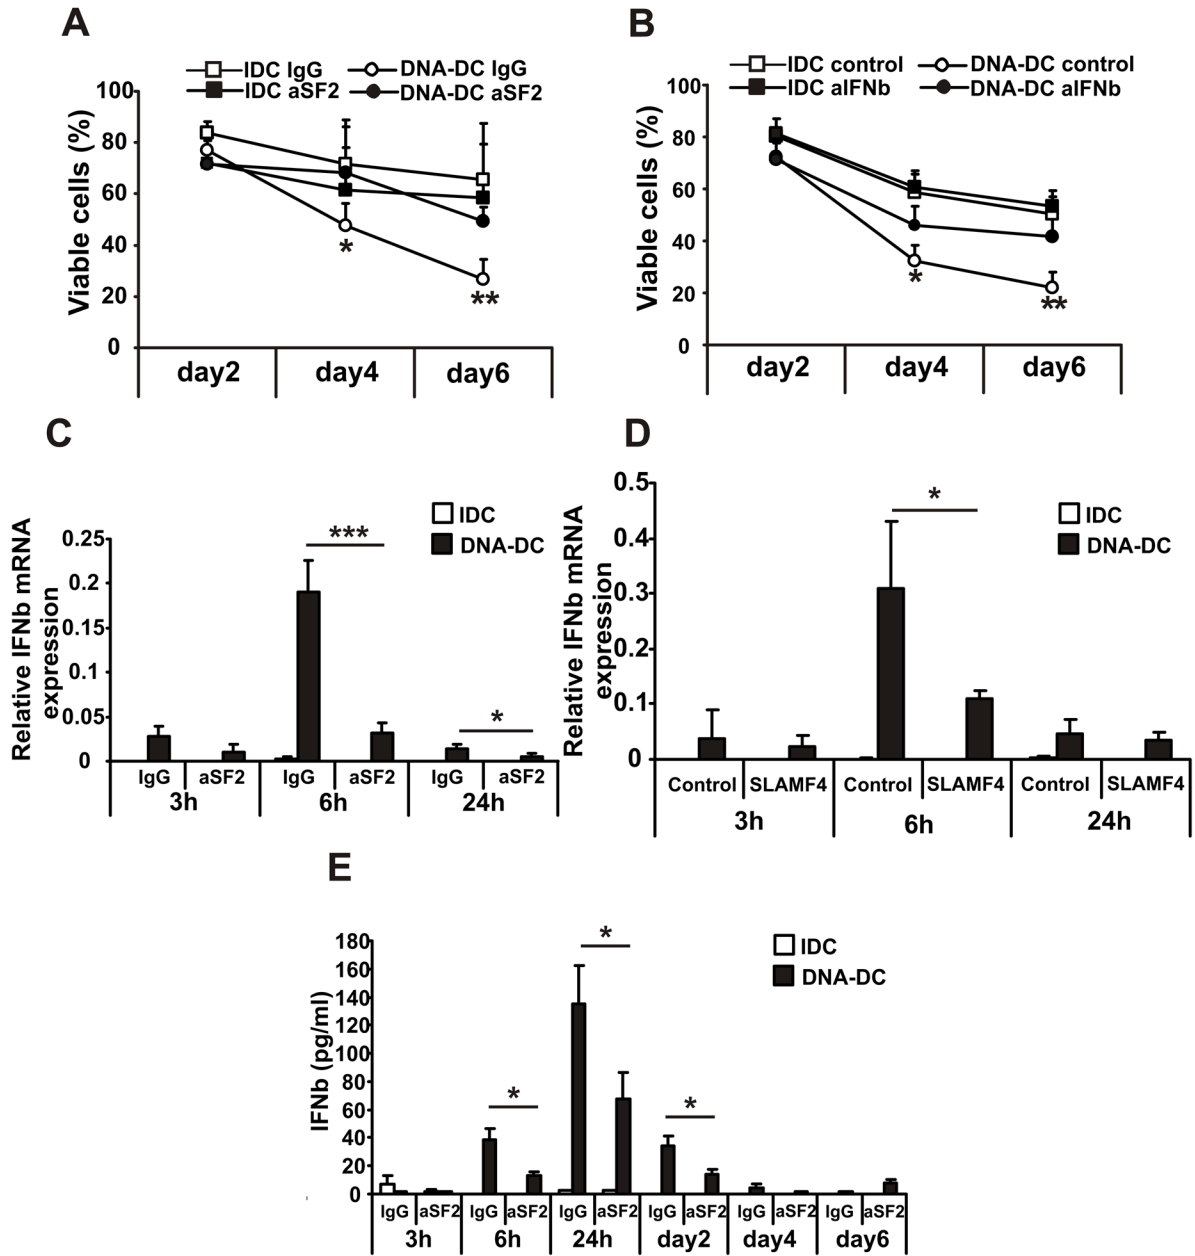 A
IDC IgG
DNA-DC IgG
IDC aSF2
DNA-DC aSF2
Viable cells (%)
100
80
60
40
20
0
*
**
day2 day4 day6
B
IDC control
DNA-DC control
IDC aIFNb
DNA-DC aIFNb
Viable cells (%)
100
80
60
40
20
0
*
**
day2 day4 day6
C
IDC
DNA-DC
Relative IFNb mRNA
expression
0.25
0.2
0.15
0.1
0.05
0
***
*
IgG aSF2 IgG aSF2 IgG aSF2
3h 6h 24h
D
IDC
DNA-DC
Relative IFNb mRNA
expression
0.5
0.4
0.3
0.2
0.1
0
*
Control SLAMF4 Control SLAMF4 Control SLAMF4
3h 6h 24h
E
IDC
DNA-DC
IFNb (pg/ml)
180
160
140
120
100
80
60
40
20
0
*
*
*
IgG aSF2 IgG aSF2 IgG aSF2 IgG aSF2 IgG aSF2 IgG aSF2
3h 6h 24h day2 day4 day6